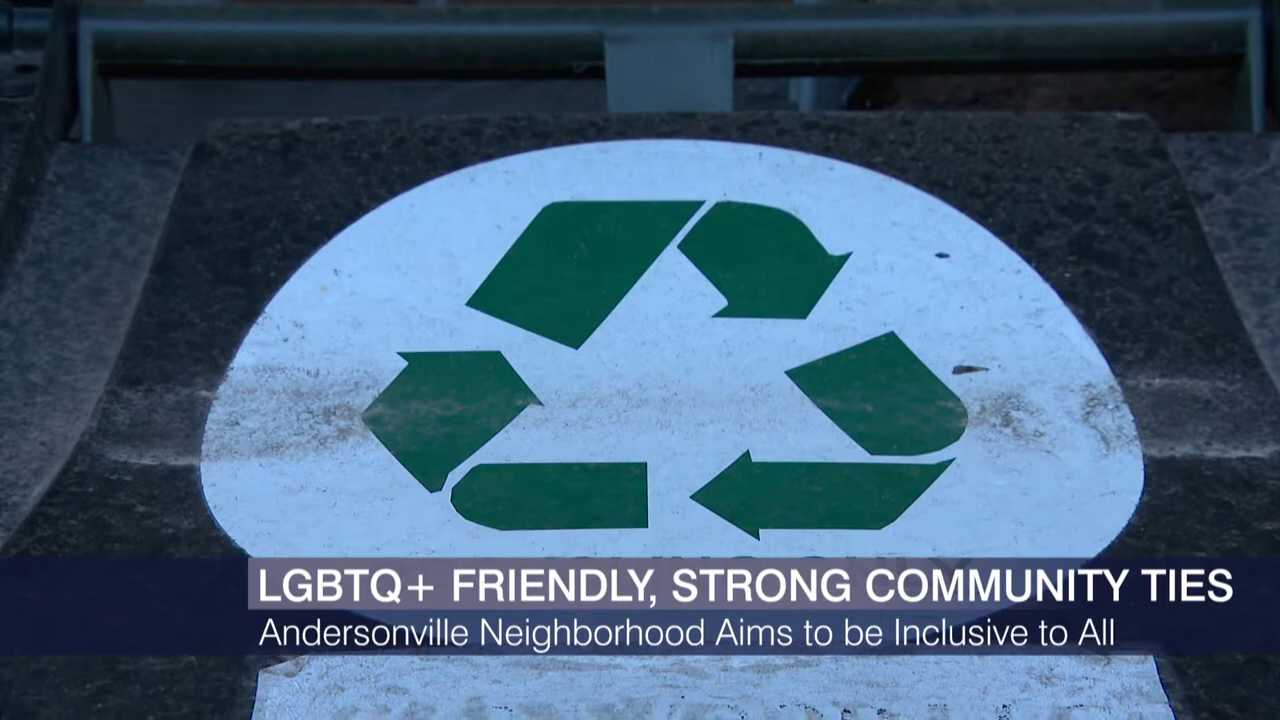 LGBTQ+ FRIENDLY, STRONG COMMUNITY TIES
Andersonville Neighborhood Aims to be Inclusive to All